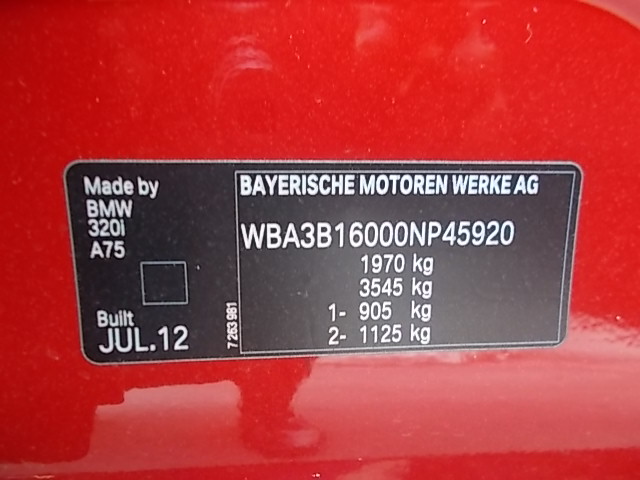 Made by
BMW
320i
A75
Built
JUL.12
7 263 981
BAYERISCHE MOTOREN WERKE AG
WBA3B16000NP45920
1970 kg
3545 kg
1- 905 kg
2- 1125 kg